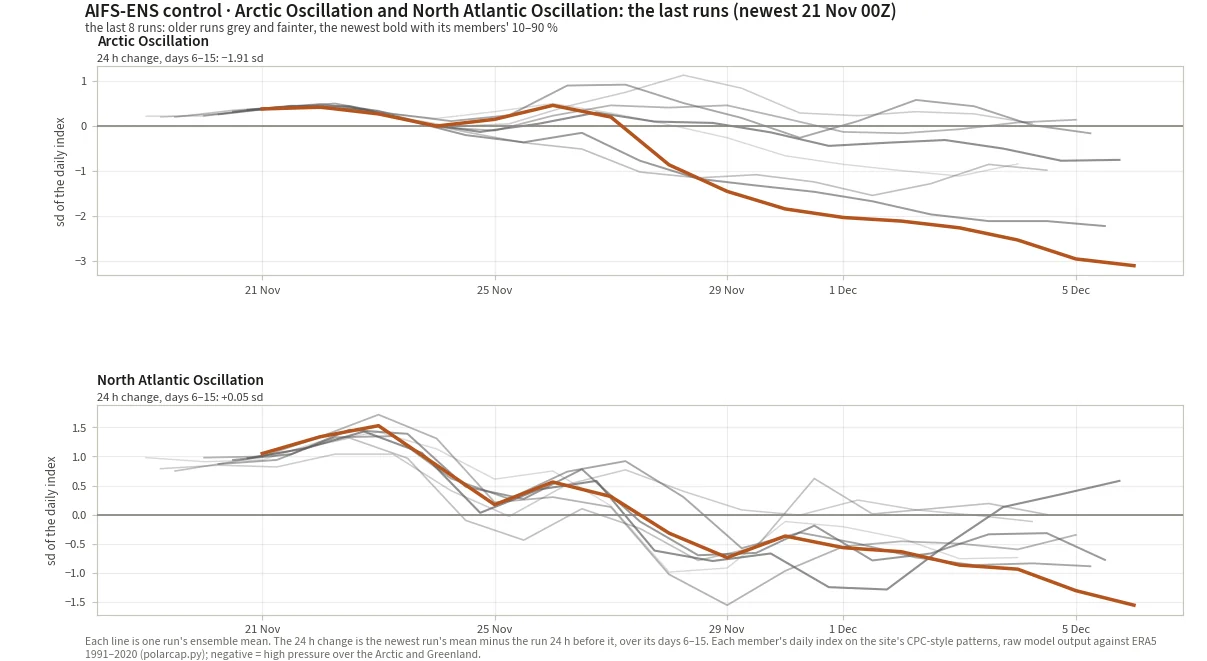 AIFS-ENS control · Arctic Oscillation and North Atlantic Oscillation: the last runs (newest 21 Nov 00Z)
the last 8 runs: older runs grey and fainter, the newest bold with its members' 10–90 %
Arctic Oscillation
24 h change, days 6–15: −1.91 sd
sd of the daily index
1
0
−1
−2
−3
21 Nov
25 Nov
29 Nov
1 Dec
5 Dec
North Atlantic Oscillation
24 h change, days 6–15: +0.05 sd
sd of the daily index
1.5
1.0
0.5
0.0
−0.5
−1.0
−1.5
21 Nov
25 Nov
29 Nov
1 Dec
5 Dec
Each line is one run's ensemble mean. The 24 h change is the newest run's mean minus the run 24 h before it, over its days 6–15. Each member's daily index on the site's CPC-style patterns, raw model output against ERA5
1991–2020 (polarcap.py); negative = high pressure over the Arctic and Greenland.